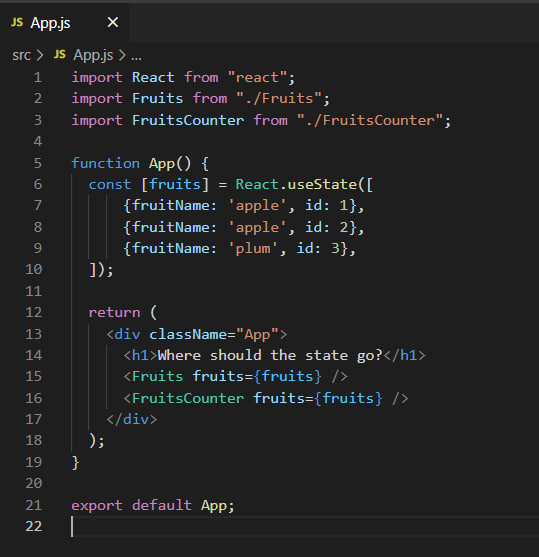 JS App.js ×
src > JS App.js > ...
1 import React from "react";
2 import Fruits from "./Fruits";
3 import FruitsCounter from "./FruitsCounter";
4
5 function App() {
6   const [fruits] = React.useState([
7       {fruitName: 'apple', id: 1},
8       {fruitName: 'apple', id: 2},
9       {fruitName: 'plum', id: 3},
10   ]);
11
12   return (
13     <div className="App">
14       <h1>Where should the state go?</h1>
15       <Fruits fruits={fruits} />
16       <FruitsCounter fruits={fruits} />
17     </div>
18   );
19 }
20
21 export default App;
22